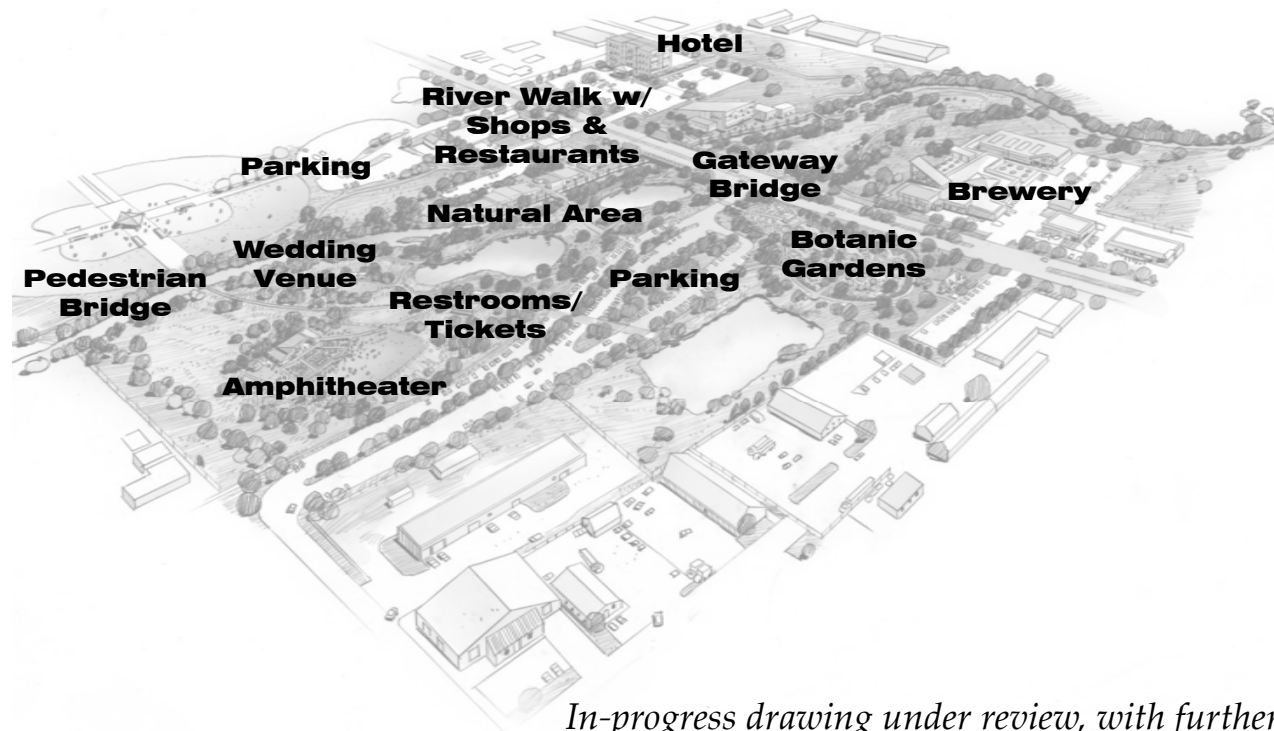 Hotel
River Walk w/
Shops &
Restaurants
Parking
Gateway
Bridge
Brewery
Natural Area
Wedding
Venue
Botanic
Gardens
Pedestrian
Bridge
Parking
Restrooms/
Tickets
Amphitheater
In-progress drawing under review, with further